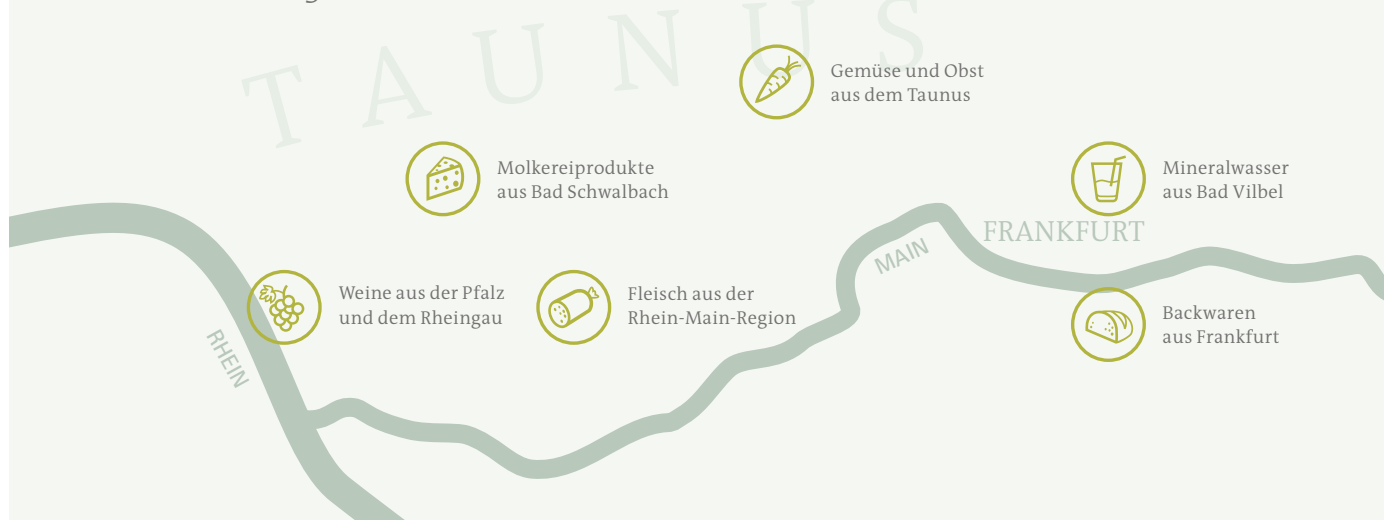 TAUNUS
Gemüse und Obst
aus dem Taunus
Molkereiprodukte
aus Bad Schwalbach
Mineralwasser
aus Bad Vilbel
FRANKFURT
MAIN
Weine aus der Pfalz
und dem Rheingau
Fleisch aus der
Rhein-Main-Region
Backwaren
aus Frankfurt
RHEIN